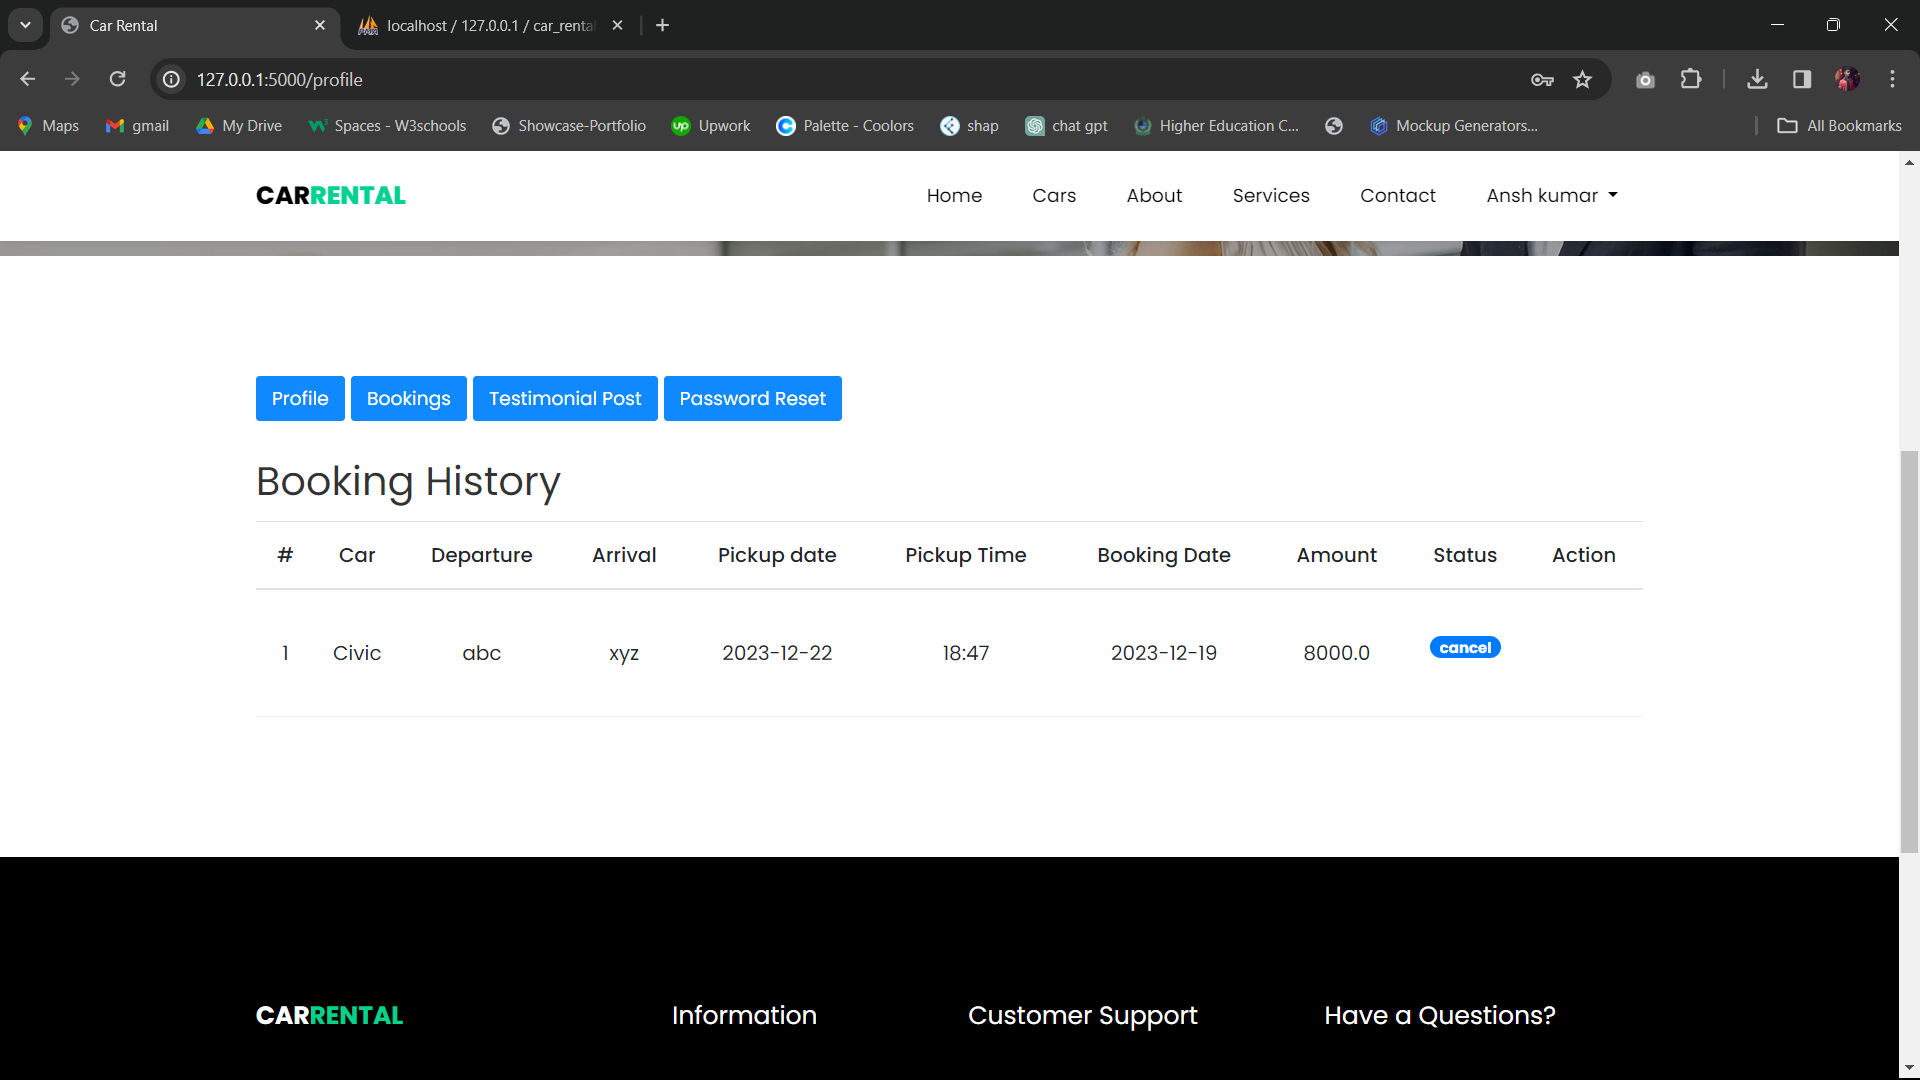 Car Rental
localhost / 127.0.0.1 / car_renta
127.0.0.1:5000/profile
Maps gmail My Drive Spaces - W3schools Showcase-Portfolio Upwork Palette - Coolors shap chat gpt Higher Education C... Mockup Generators... All Bookmarks
CARRENTAL Home Cars About Services Contact Ansh kumar
Profile Bookings Testimonial Post Password Reset
Booking History
# Car Departure Arrival Pickup date Pickup Time Booking Date Amount Status Action
1 Civic abc xyz 2023-12-22 18:47 2023-12-19 8000.0 cancel
CARRENTAL Information Customer Support Have a Questions?